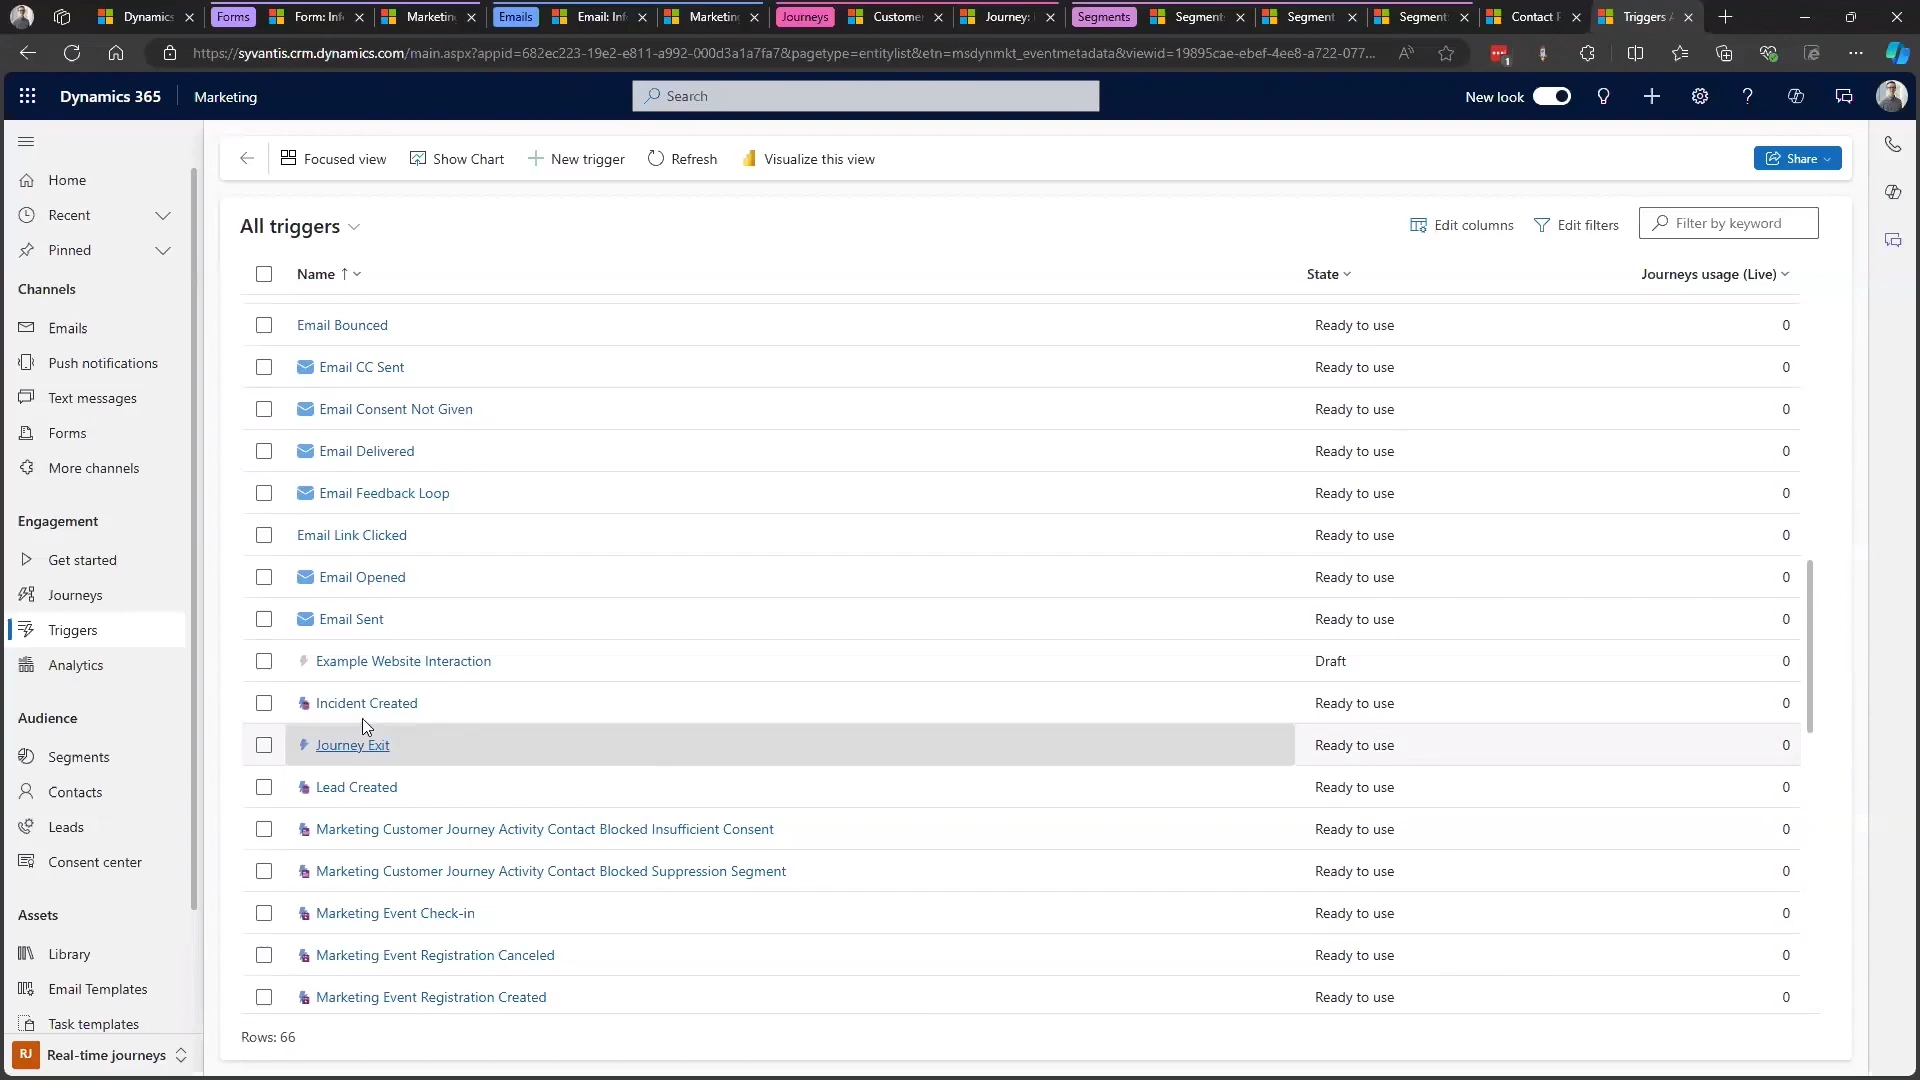 Dynamics
Forms
Form: Inf
Marketing
Emails
Email: Inf
Marketing
Journeys
Customer
Journey:
Segments
Segment
Segment
Segment
Contact F
Triggers A
https://syvantis.crm.dynamics.com/main.aspx?appid=682ec223-19e2-e811-a992-000d3a1a7fa7&pagetype=entitylist&etn=msdynmkt_eventmetadata&viewid=19895cae-ebef-4ee8-a722-077...
1
Dynamics 365
Marketing
Search
New look
Focused view
Show Chart
New trigger
Refresh
Visualize this view
Share
Home
Recent
Pinned
Channels
Emails
Push notifications
Text messages
Forms
More channels
Engagement
Get started
Journeys
Triggers
Analytics
Audience
Segments
Contacts
Leads
Consent center
Assets
Library
Email Templates
Task templates
RJ Real-time journeys
All triggers
Edit columns
Edit filters
Filter by keyword
Name ↑ State Journeys usage (Live)
Email Bounced Ready to use 0
Email CC Sent Ready to use 0
Email Consent Not Given Ready to use 0
Email Delivered Ready to use 0
Email Feedback Loop Ready to use 0
Email Link Clicked Ready to use 0
Email Opened Ready to use 0
Email Sent Ready to use 0
Example Website Interaction Draft 0
Incident Created Ready to use 0
Journey Exit Ready to use 0
Lead Created Ready to use 0
Marketing Customer Journey Activity Contact Blocked Insufficient Consent Ready to use 0
Marketing Customer Journey Activity Contact Blocked Suppression Segment Ready to use 0
Marketing Event Check-in Ready to use 0
Marketing Event Registration Canceled Ready to use 0
Marketing Event Registration Created Ready to use 0
Rows: 66